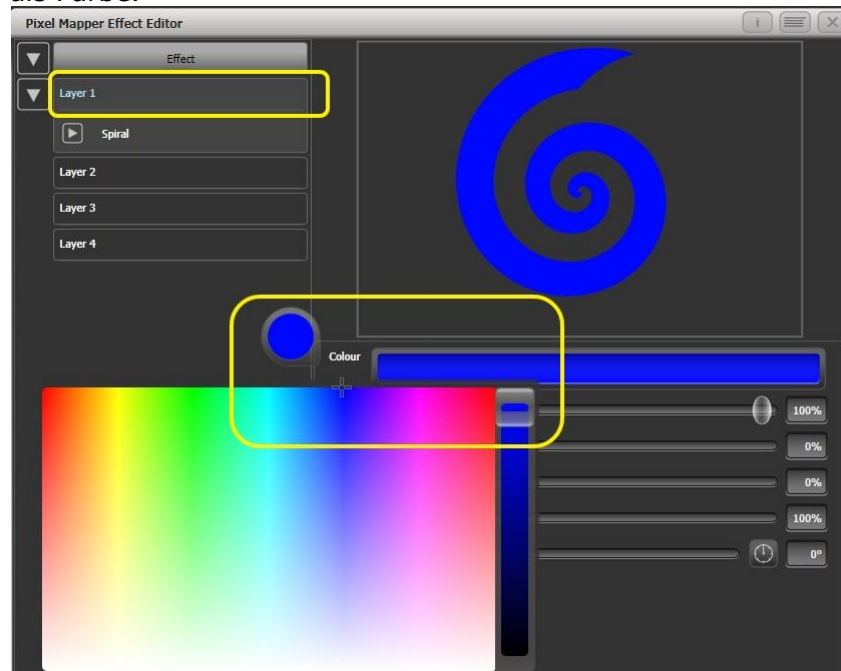 Pixel Mapper Effect Editor
Effect
Layer 1
Spiral
Layer 2
Layer 3
Layer 4
Colour
100%
0%
0%
100%
0°